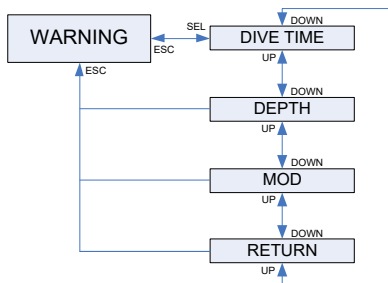 SEL
DOWN
WARNING
DIVE TIME
ESC
UP
ESC
DOWN
DEPTH
UP
DOWN
MOD
UP
DOWN
RETURN
UP